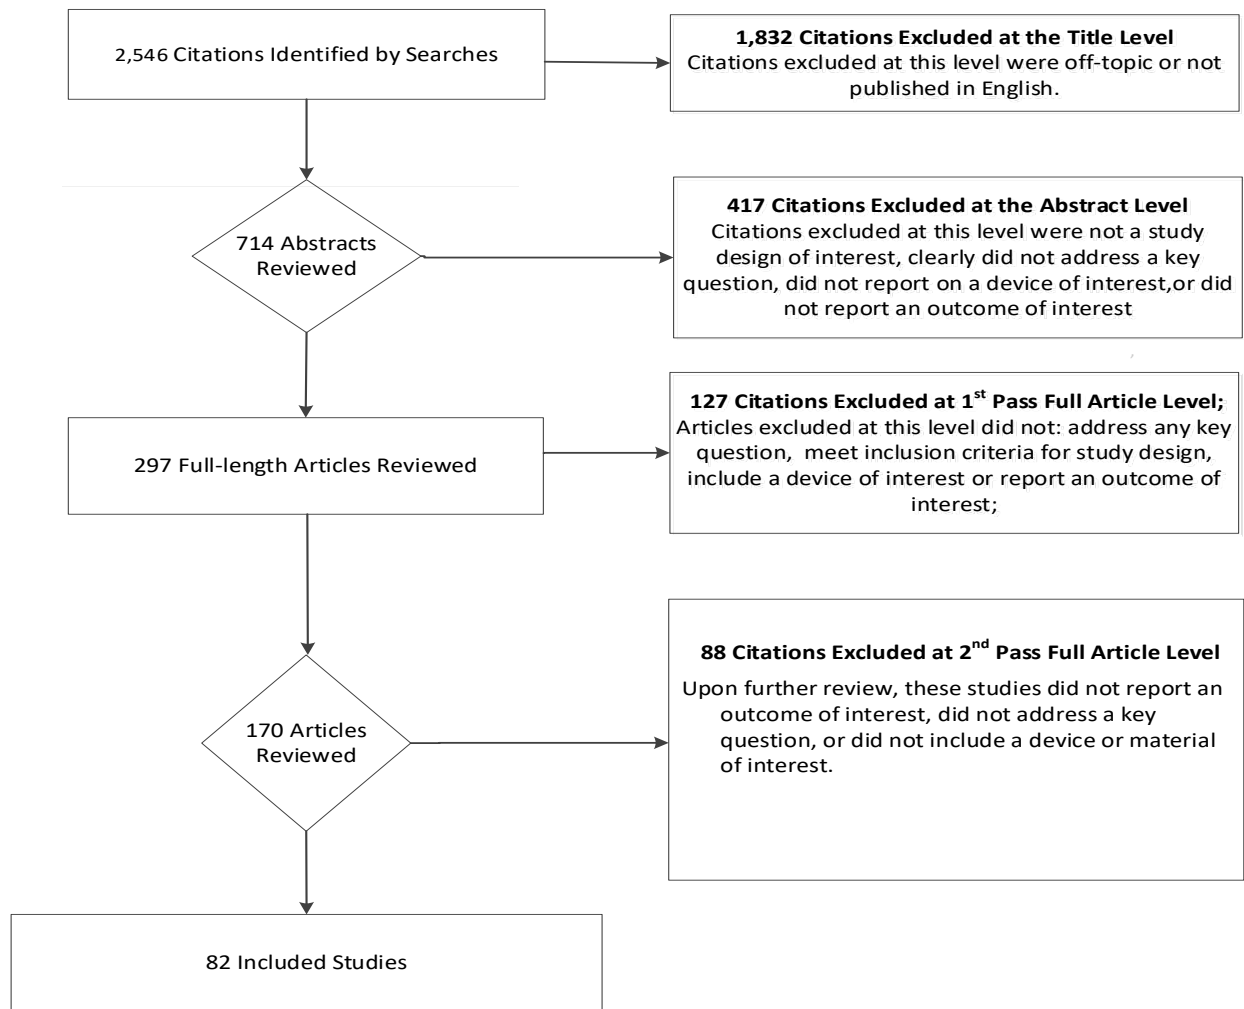 2,546 Citations Identified by Searches
1,832 Citations Excluded at the Title Level
Citations excluded at this level were off-topic or not
published in English.
714 Abstracts
Reviewed
417 Citations Excluded at the Abstract Level
Citations excluded at this level were not a study
design of interest, clearly did not address a key
question, did not report on a device of interest,or did
not report an outcome of interest
297 Full-length Articles Reviewed
127 Citations Excluded at 1st Pass Full Article Level;
Articles excluded at this level did not: address any key
question, meet inclusion criteria for study design,
include a device of interest or report an outcome of
interest;
170 Articles
Reviewed
88 Citations Excluded at 2nd Pass Full Article Level
Upon further review, these studies did not report an
outcome of interest, did not address a key
question, or did not include a device or material
of interest.
82 Included Studies